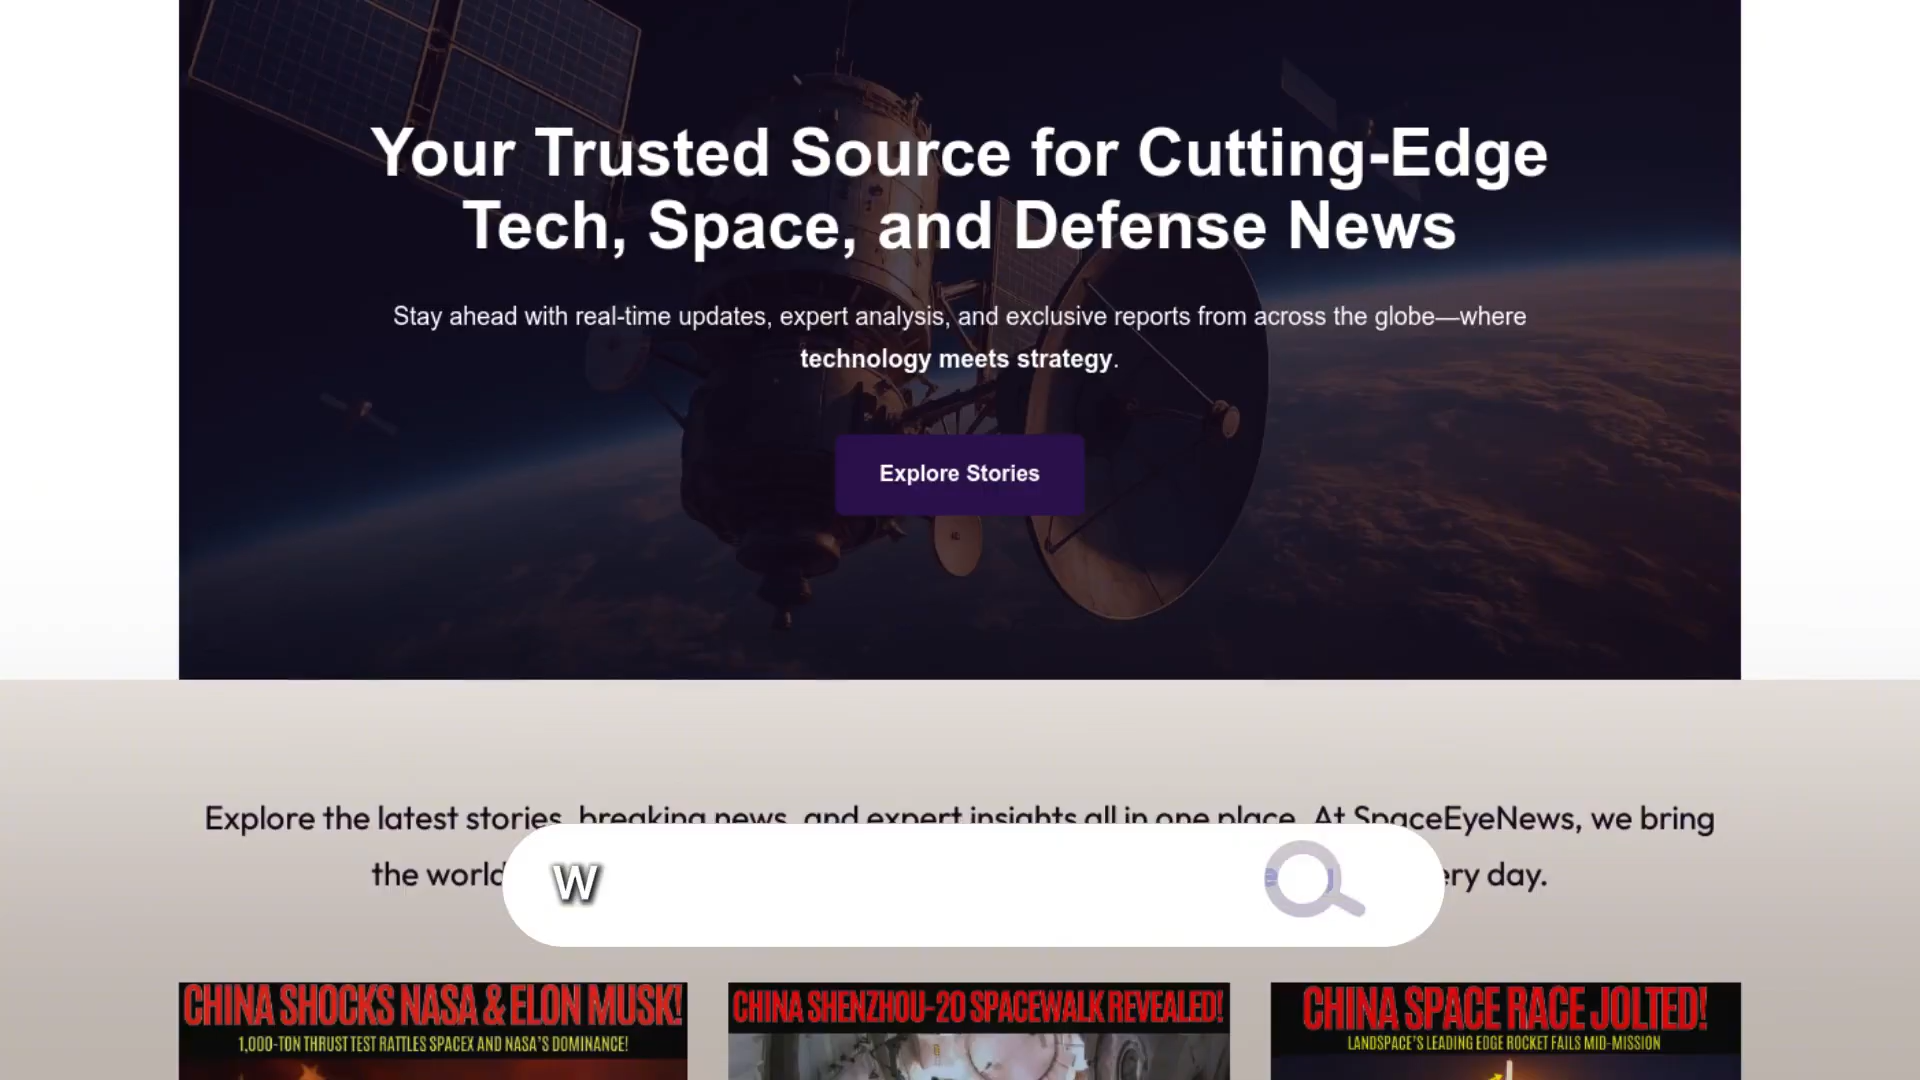 Your Trusted Source for Cutting-Edge
Tech, Space, and Defense News
Stay ahead with real-time updates, expert analysis, and exclusive reports from across the globe—where
technology meets strategy.
Explore Stories
Explore the latest stories, breaking news, and expert insights all in one place. At SpaceEyeNews, we bring
the world ery day.
W
CHINA SHOCKS NASA & ELON MUSK!
1,000-TON THRUST TEST RATTLES SPACEX AND NASA'S DOMINANCE!
CHINA SHENZHOU-20 SPACEWALK REVEALED!
CHINA SPACE RACE JOLTED!
LANDSPACE'S LEADING EDGE ROCKET FAILS MID-MISSION